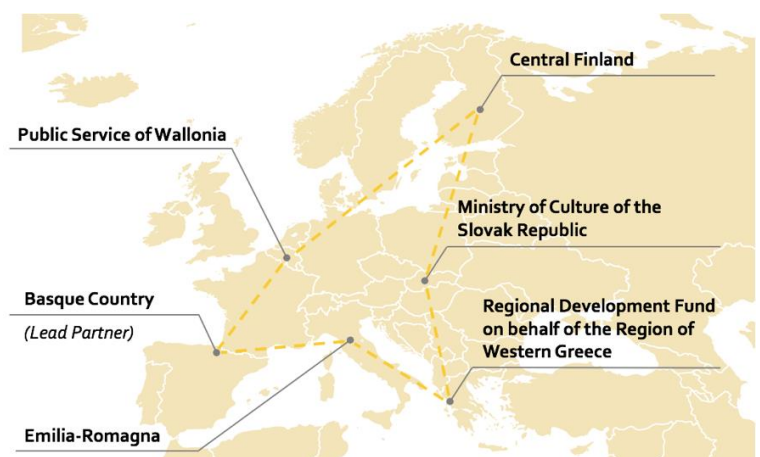 Central Finland
Public Service of Wallonia
Ministry of Culture of the
Slovak Republic
Basque Country
(Lead Partner)
Regional Development Fund
on behalf of the Region of
Western Greece
Emilia-Romagna